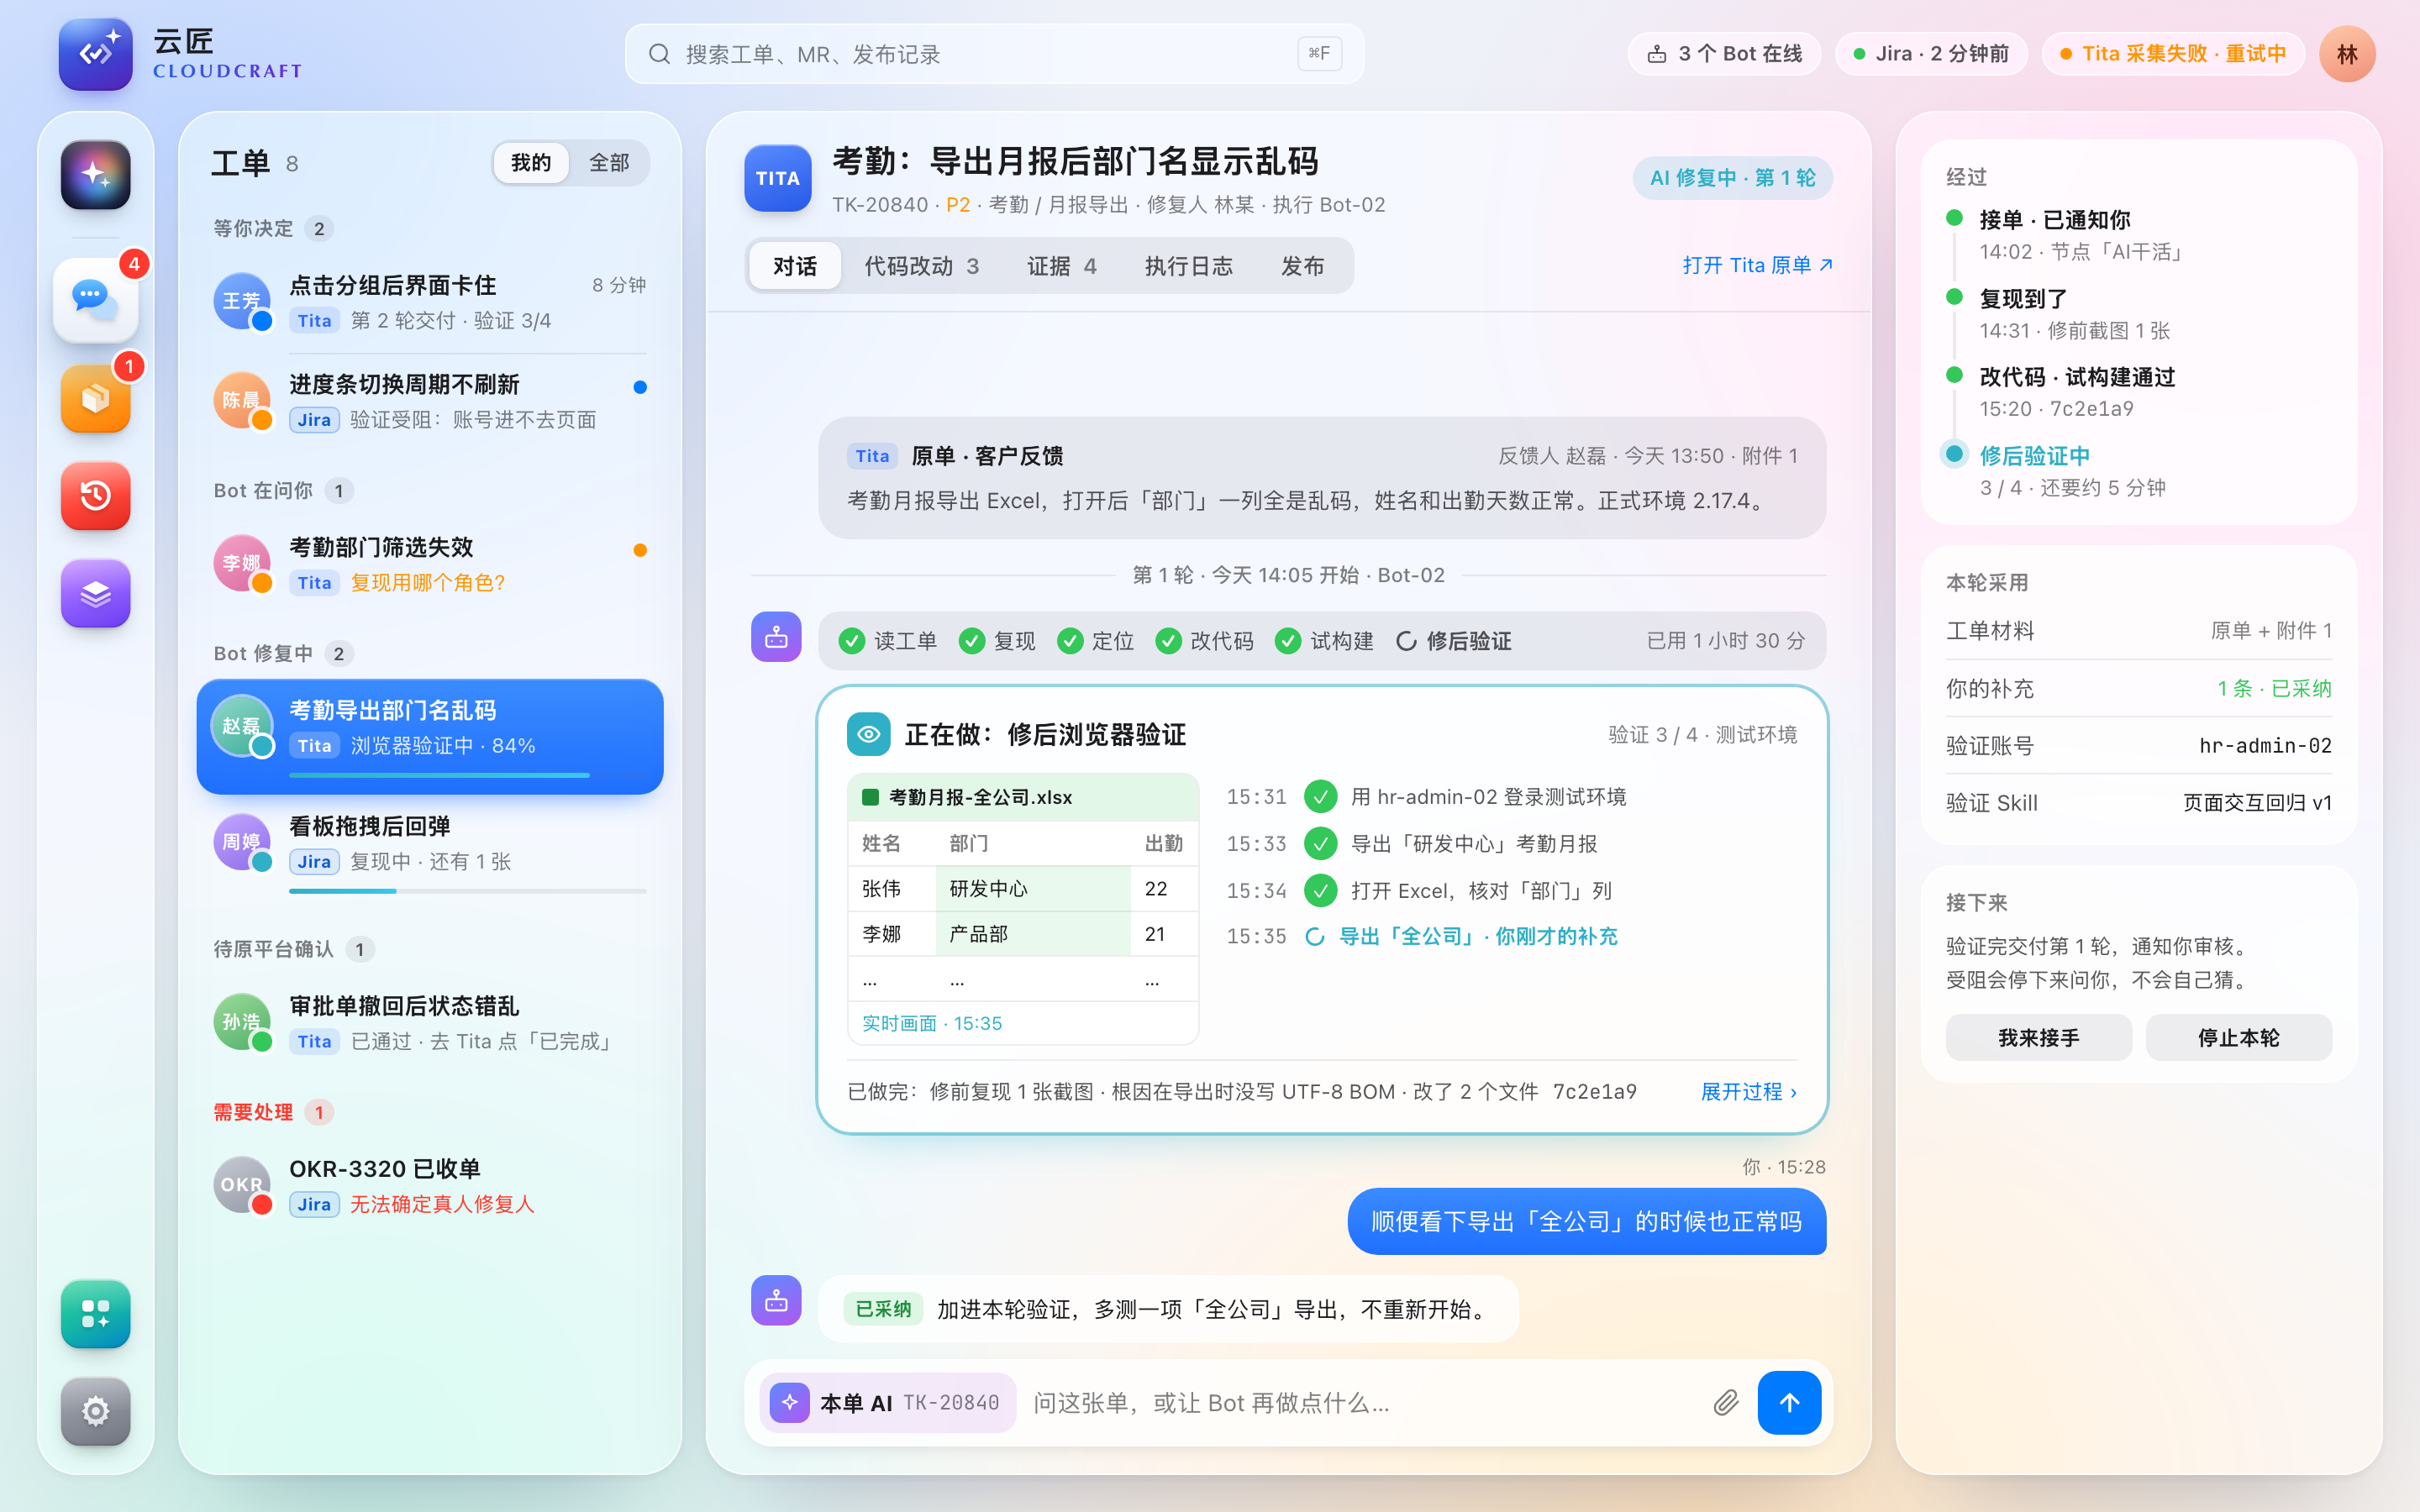 云匠
CLOUDCRAFT
搜索工单、MR、发布记录
⌘F
3 个 Bot 在线
Jira · 2 分钟前
Tita 采集失败 · 重试中
林
4
1
工单 8
我的 全部
等你决定 2
王芳
点击分组后界面卡住 8 分钟
Tita 第 2 轮交付 · 验证 3/4
陈晨
进度条切换周期不刷新
Jira 验证受阻：账号进不去页面
Bot 在问你 1
李娜
考勤部门筛选失效
Tita 复现用哪个角色?
Bot 修复中 2
赵磊
考勤导出部门名乱码
Tita 浏览器验证中 · 84%
周婷
看板拖拽后回弹
Jira 复现中 · 还有 1 张
待原平台确认 1
孙浩
审批单撤回后状态错乱
Tita 已通过 · 去 Tita 点「已完成」
需要处理 1
OKR
OKR-3320 已收单
Jira 无法确定真人修复人
TITA
考勤：导出月报后部门名显示乱码
TK-20840 · P2 · 考勤 / 月报导出 · 修复人 林某 · 执行 Bot-02
AI 修复中 · 第 1 轮
对话 代码改动 3 证据 4 执行日志 发布
打开 Tita 原单 ↗
Tita 原单 · 客户反馈 反馈人 赵磊 · 今天 13:50 · 附件 1
考勤月报导出 Excel，打开后「部门」一列全是乱码，姓名和出勤天数正常。正式环境 2.17.4。
第 1 轮 · 今天 14:05 开始 · Bot-02
读工单 复现 定位 改代码 试构建 修后验证 已用 1 小时 30 分
正在做：修后浏览器验证 验证 3 / 4 · 测试环境
考勤月报-全公司.xlsx
姓名 部门 出勤
张伟 研发中心 22
李娜 产品部 21
... ... ...
实时画面 · 15:35
15:31 用 hr-admin-02 登录测试环境
15:33 导出「研发中心」考勤月报
15:34 打开 Excel，核对「部门」列
15:35 导出「全公司」· 你刚才的补充
已做完：修前复现 1 张截图 · 根因在导出时没写 UTF-8 BOM · 改了 2 个文件 7c2e1a9 展开过程 ›
你 · 15:28
顺便看下导出「全公司」的时候也正常吗
已采纳 加进本轮验证，多测一项「全公司」导出，不重新开始。
本单 AI TK-20840 问这张单，或让 Bot 再做点什么...
经过
接单 · 已通知你
14:02 · 节点「AI干活」
复现到了
14:31 · 修前截图 1 张
改代码 · 试构建通过
15:20 · 7c2e1a9
修后验证中
3 / 4 · 还要约 5 分钟
本轮采用
工单材料 原单 + 附件 1
你的补充 1 条 · 已采纳
验证账号 hr-admin-02
验证 Skill 页面交互回归 v1
接下来
验证完交付第 1 轮，通知你审核。
受阻会停下来问你，不会自己猜。
我来接手 停止本轮